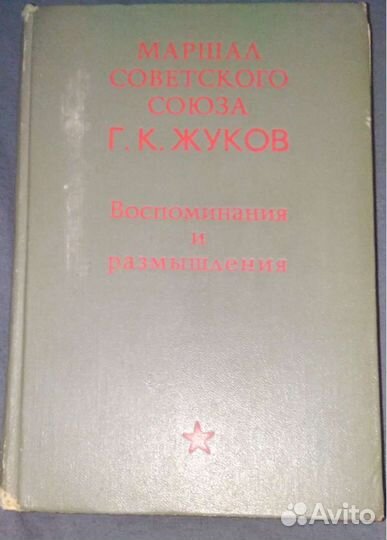 МАРШАЛ
СОВЕТСКОГО
СОЮЗА
Г. К. ЖУКОВ
Воспоминания
и
размышления
Avito